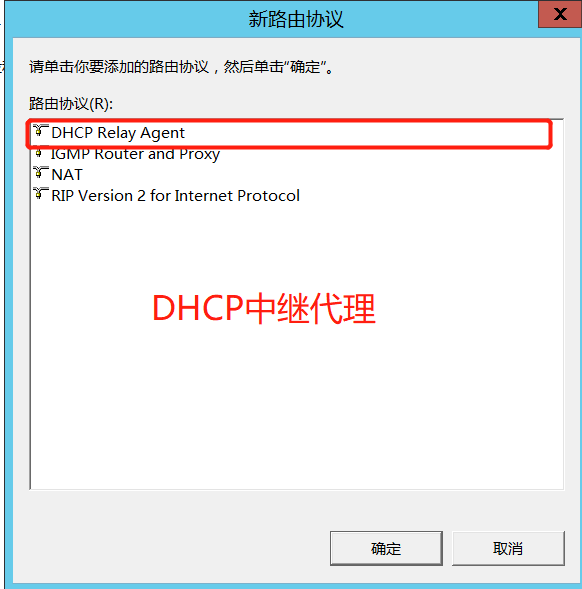 新路由协议
请单击你要添加的路由协议，然后单击“确定”。
路由协议(R):
DHCP Relay Agent
IGMP Router and Proxy
NAT
RIP Version 2 for Internet Protocol
DHCP中继代理
确定
取消